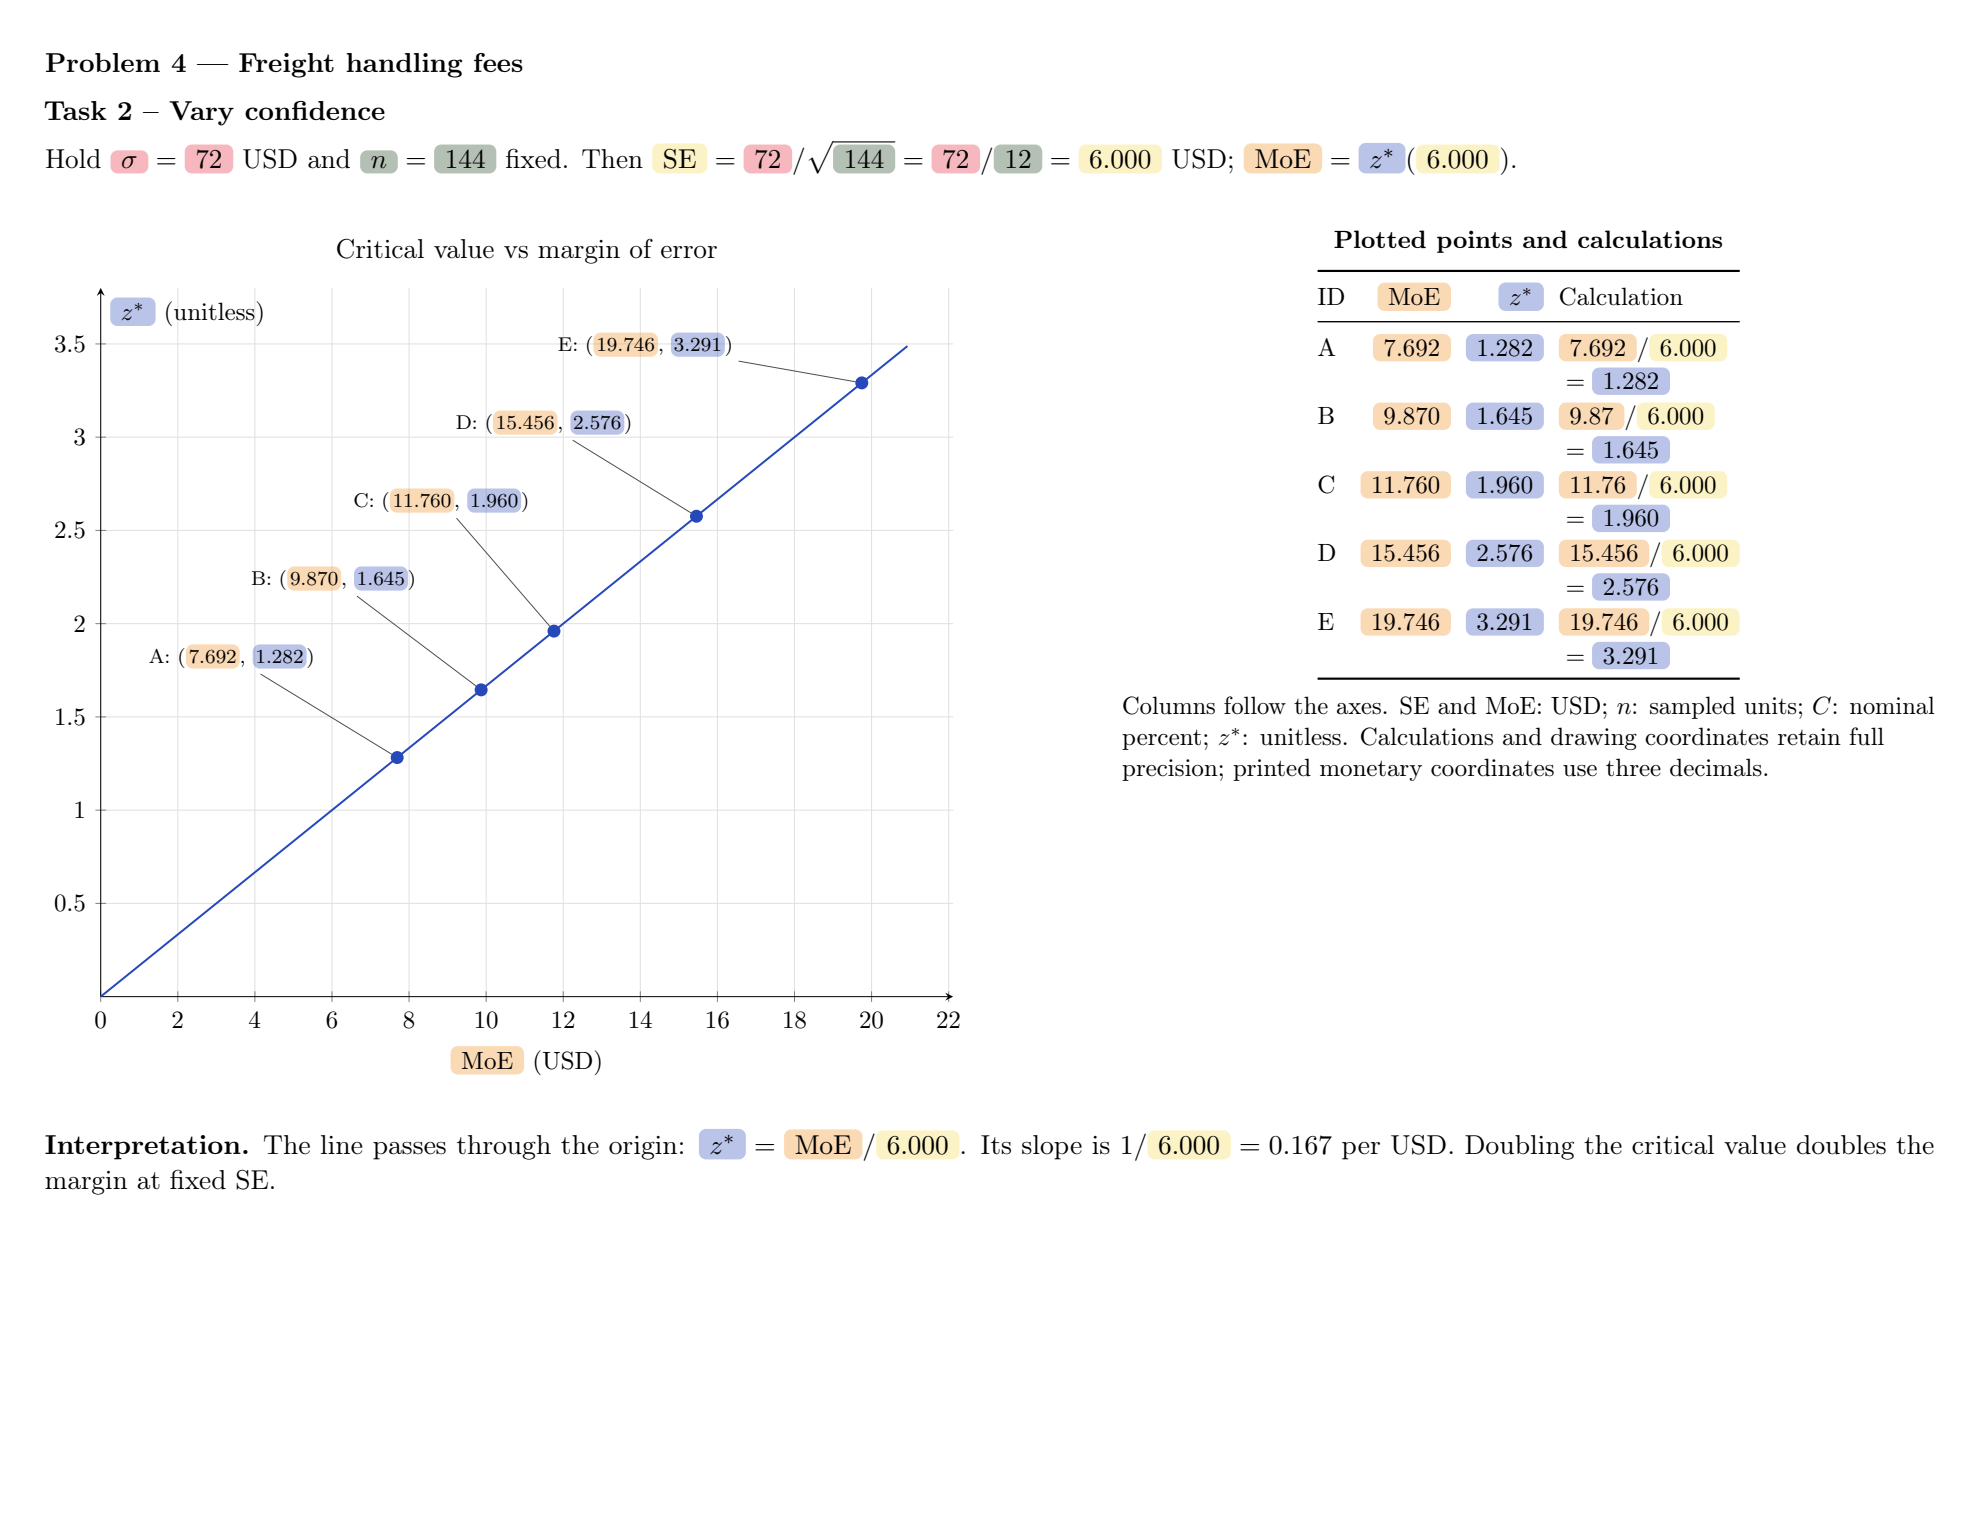 Problem 4 — Freight handling fees
Task 2 – Vary confidence
Hold σ = 72 USD and n = 144 fixed. Then SE = 72/√144 = 72/12 = 6.000 USD; MoE = z*(6.000).
Critical value vs margin of error
z* (unitless)
3.5
3
2.5
2
1.5
1
0.5
E: (19.746, 3.291)
D: (15.456, 2.576)
C: (11.760, 1.960)
B: (9.870, 1.645)
A: (7.692, 1.282)
0 2 4 6 8 10 12 14 16 18 20 22
MoE (USD)
Plotted points and calculations
ID MoE z* Calculation
A 7.692 1.282 7.692/6.000
= 1.282
B 9.870 1.645 9.87/6.000
= 1.645
C 11.760 1.960 11.76/6.000
= 1.960
D 15.456 2.576 15.456/6.000
= 2.576
E 19.746 3.291 19.746/6.000
= 3.291
Columns follow the axes. SE and MoE: USD; n: sampled units; C: nominal
percent; z*: unitless. Calculations and drawing coordinates retain full
precision; printed monetary coordinates use three decimals.
Interpretation. The line passes through the origin: z* = MoE/6.000. Its slope is 1/6.000 = 0.167 per USD. Doubling the critical value doubles the
margin at fixed SE.